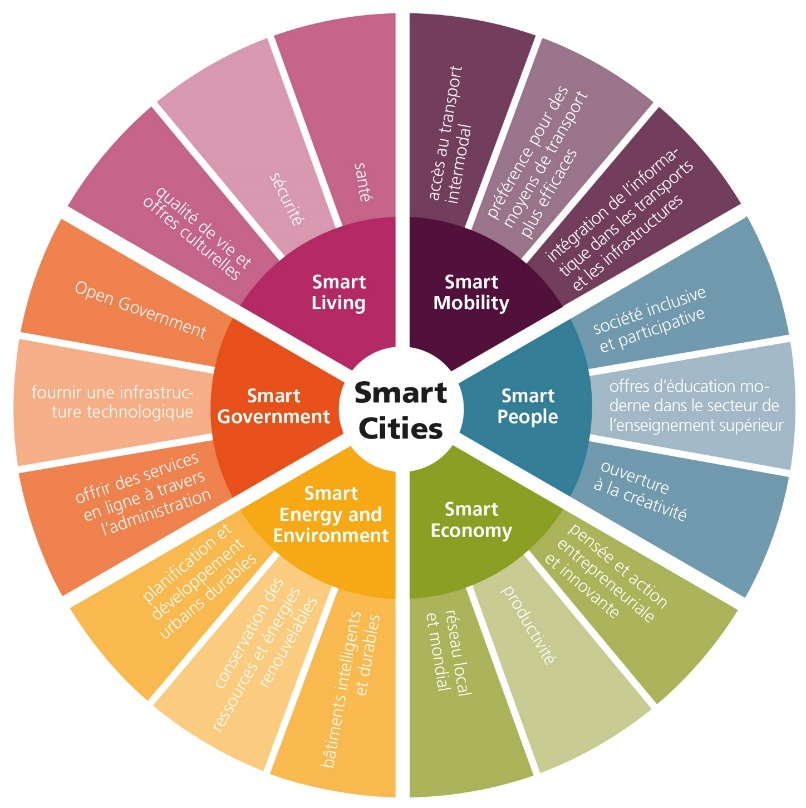 Smart
Cities
Smart
Mobility
accès au transport
intermodal
préférence pour des
moyens de transport
plus efficaces
intégration de l'informa-
tique dans les transports
et les infrastructures
Smart
People
société inclusive
et participative
offres d'éducation mo-
derne dans le secteur de
l'enseignement supérieur
ouverture
à la créativité
Smart
Economy
pensée et action
entrepreneuriale
et innovante
productivité
réseau local
et mondial
Smart
Energy and
Environment
bâtiments intelligents
et durables
conservation des
ressources et énergies
renouvelables
planification et
développement
urbains durables
Smart
Government
offrir des services
en ligne à travers
l'administration
fournir une infrastruc-
ture technologique
Open Government
Smart
Living
qualité de vie et
offres culturelles
sécurité
santé